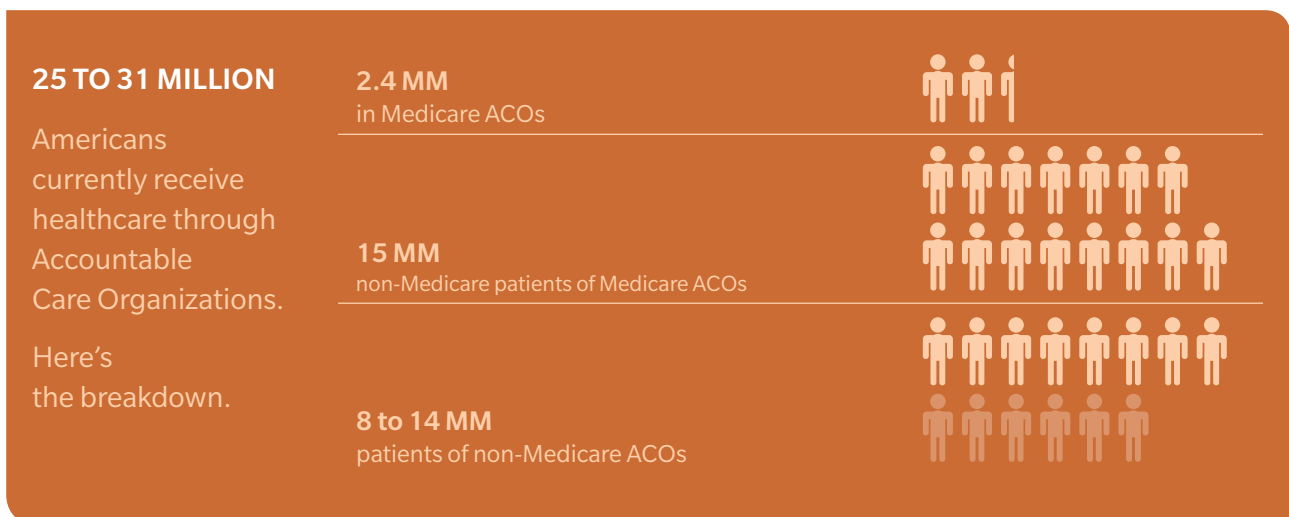 25 TO 31 MILLION
Americans
currently receive
healthcare through
Accountable
Care Organizations.
Here’s
the breakdown.
2.4 MM
in Medicare ACOs
15 MM
non-Medicare patients of Medicare ACOs
8 to 14 MM
patients of non-Medicare ACOs